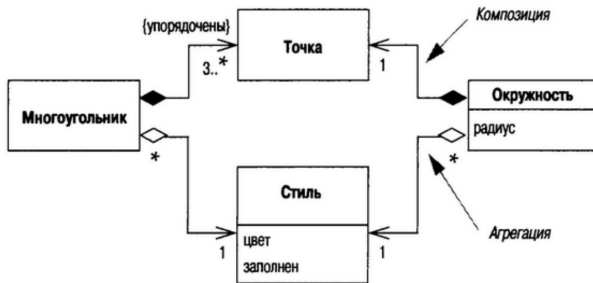 {упорядочены}
Композиция
Точка
3..*
1
Многоугольник
Окружность
радиус
*
*
Стиль
цвет
заполнен
1
1
Агрегация